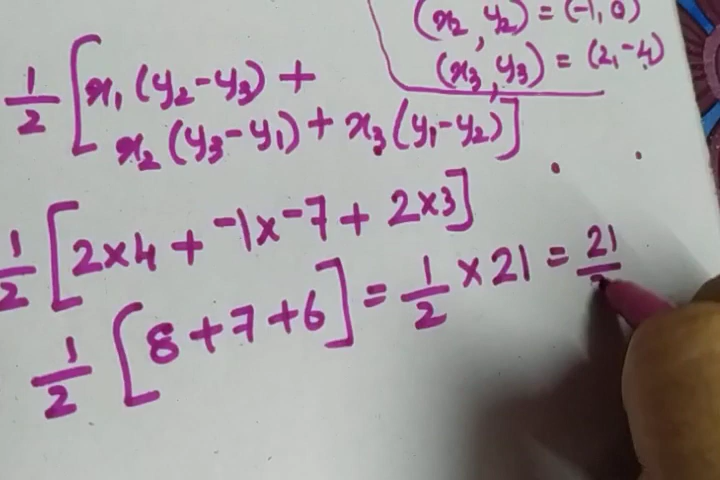 (x₂, y₂) = (-1, 0)
(x₃, y₃) = (2, -4)
1/2 [x₁ (y₂-y₃) +
x₂ (y₃-y₁) + x₃ (y₁-y₂)]
1/2 [2×4 + -1×-7 + 2×3]
1/2 [8+7+6] = 1/2 × 21 = 21/